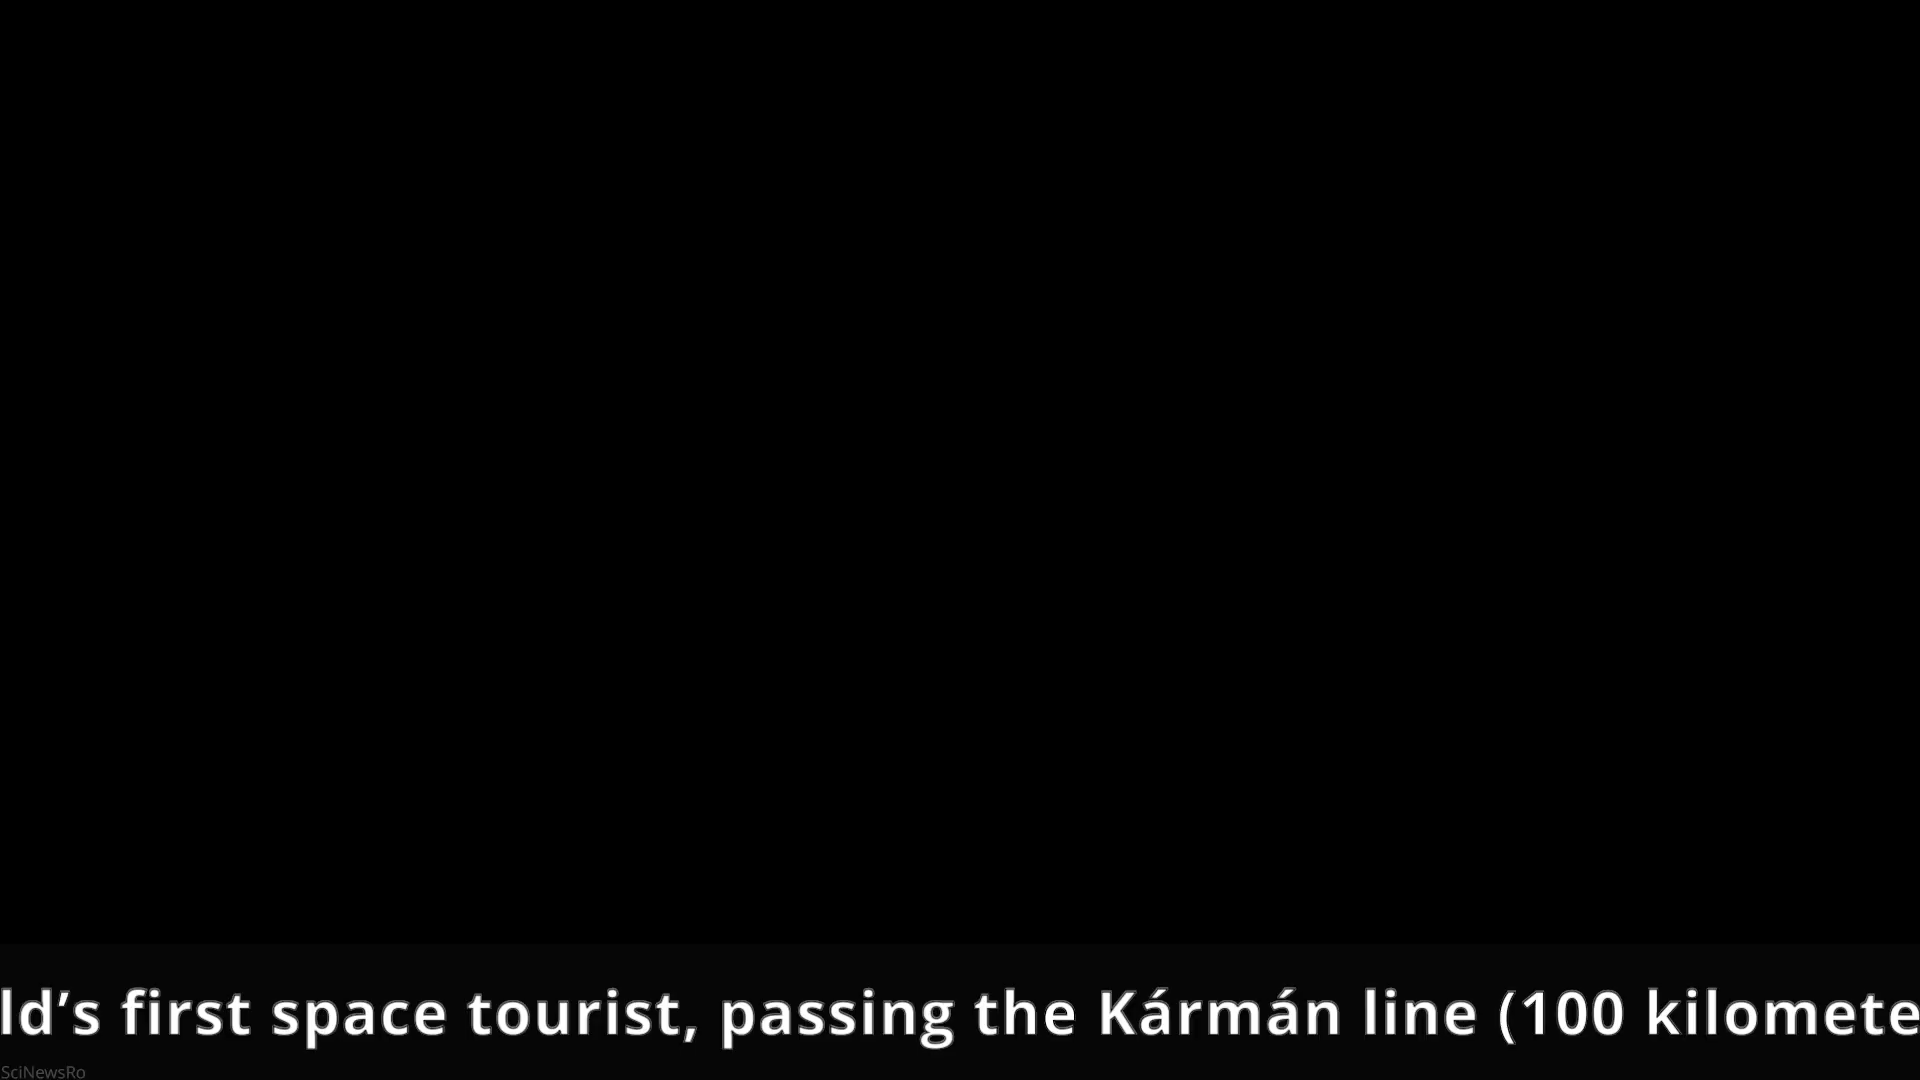 ld’s first space tourist, passing the Kármán line (100 kilomete
SciNewsRo